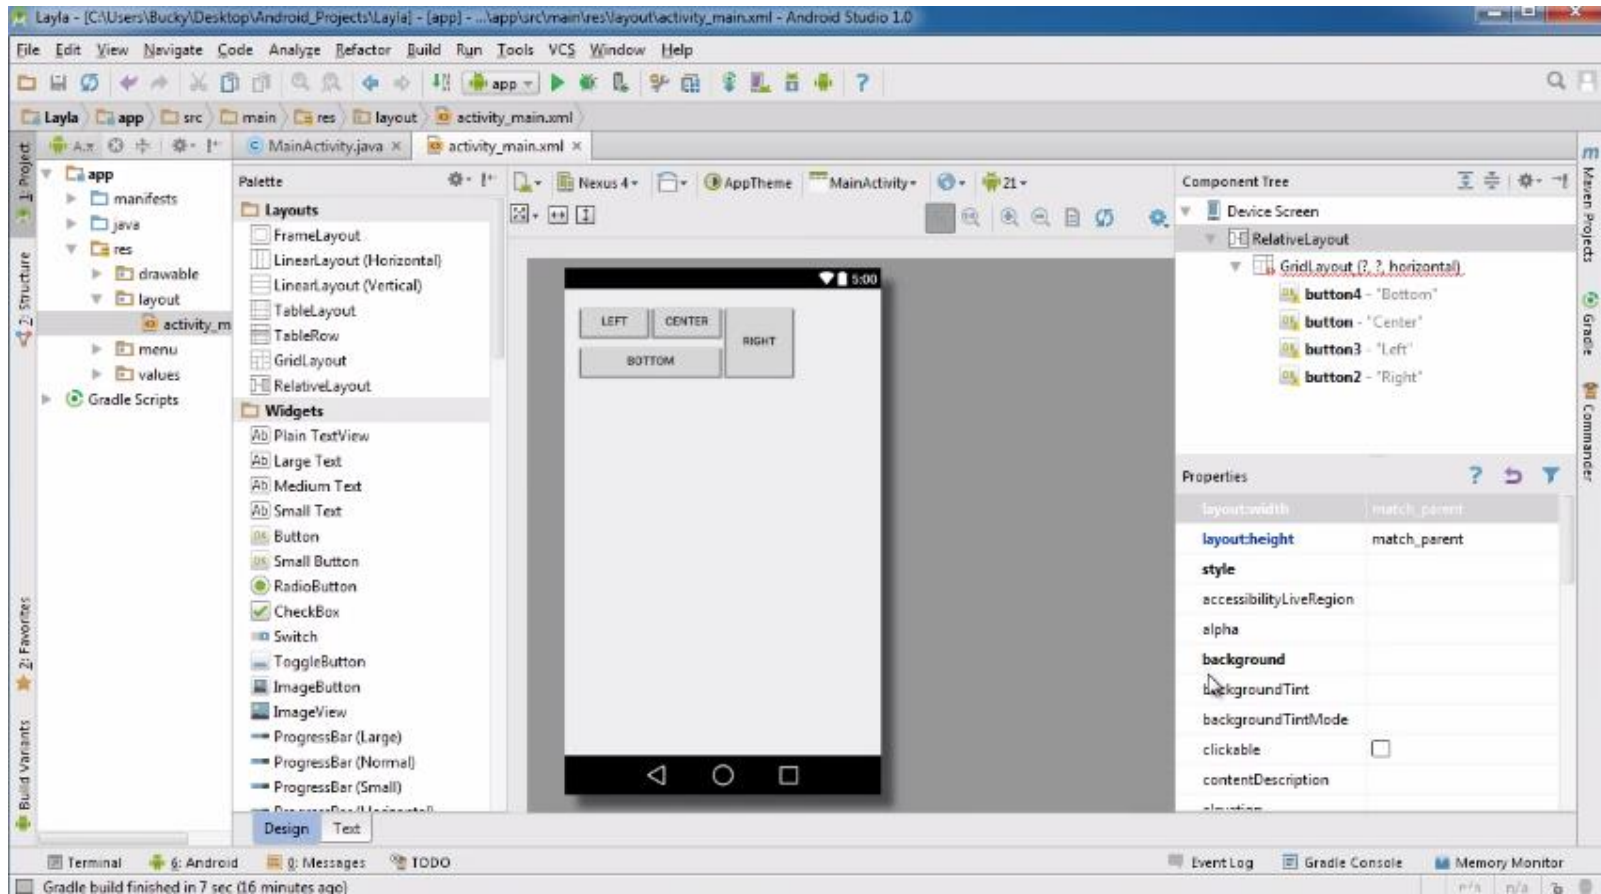 Layla - [C:\Users\Bucky\Desktop\Android_Projects\Layla] - [app] - ...\app\src\main\res\layout\activity_main.xml - Android Studio 1.0
File Edit View Navigate Code Analyze Refactor Build Run Tools VCS Window Help
app
Layla app src main res layout activity_main.xml
MainActivity.java activity_main.xml
1: Project
2: Structure
2: Favorites
Build Variants
app
manifests
java
res
drawable
layout
activity_m
menu
values
Gradle Scripts
Palette
Layouts
FrameLayout
LinearLayout (Horizontal)
LinearLayout (Vertical)
TableLayout
TableRow
GridLayout
RelativeLayout
Widgets
Plain TextView
Large Text
Medium Text
Small Text
Button
Small Button
RadioButton
CheckBox
Switch
ToggleButton
ImageButton
ImageView
ProgressBar (Large)
ProgressBar (Normal)
ProgressBar (Small)
Design Text
Nexus 4 AppTheme MainActivity 21
5:00
LEFT CENTER
RIGHT
BOTTOM
Component Tree
Device Screen
RelativeLayout
GridLayout (?, ?, horizontal)
button4 - "Bottom"
button - "Center"
button3 - "Left"
button2 - "Right"
Properties
layout:width match_parent
layout:height match_parent
style
accessibilityLiveRegion
alpha
background
backgroundTint
backgroundTintMode
clickable
contentDescription
Maven Projects
Gradle
Commander
Terminal 6: Android 0: Messages TODO Event Log Gradle Console Memory Monitor
Gradle build finished in 7 sec (16 minutes ago) n/a n/a